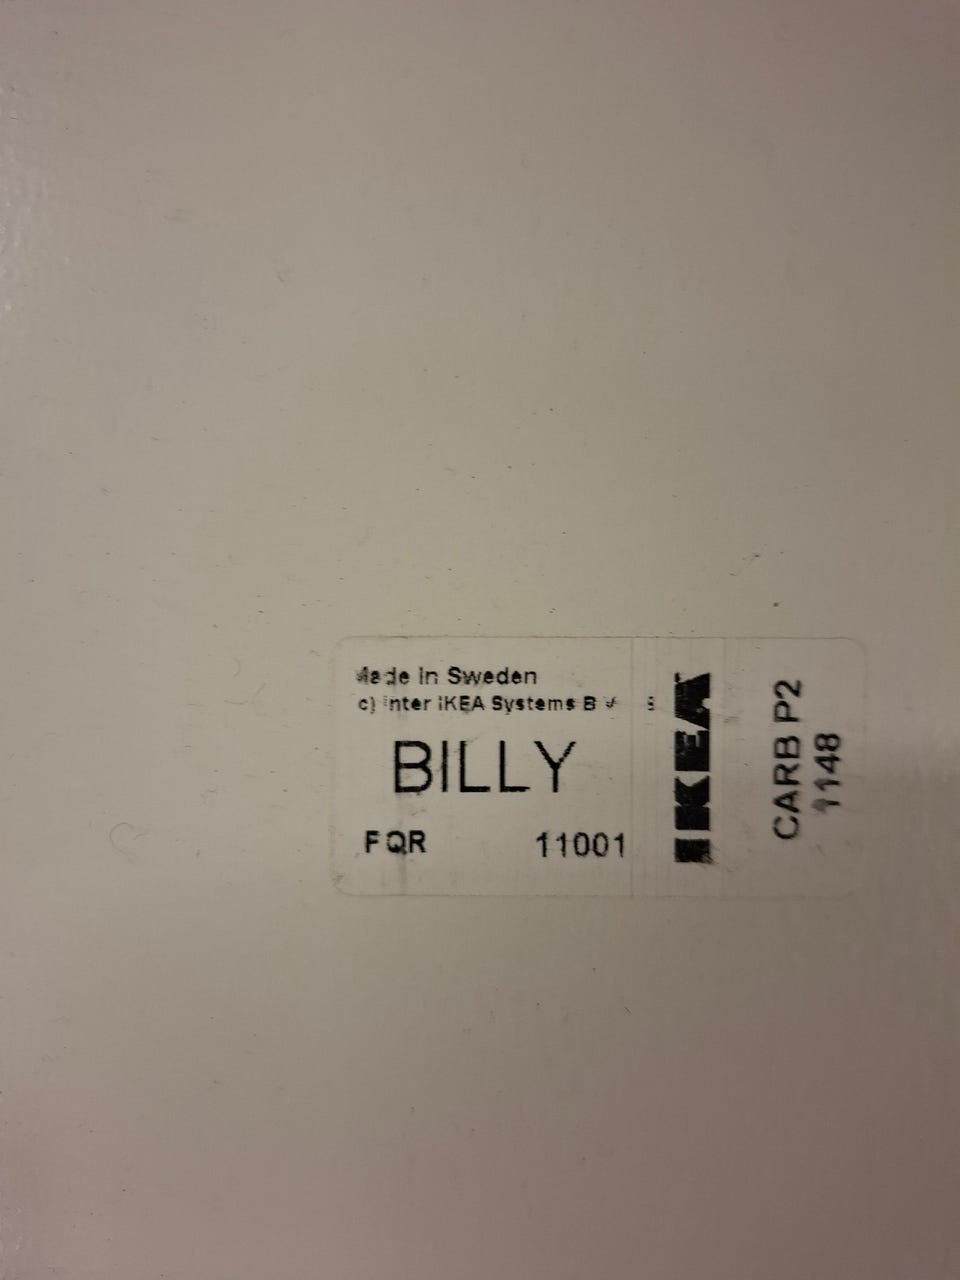 Made in Sweden
(c) Inter IKEA Systems B V
BILLY
FQR 11001
IKEA
CARB P2
1148